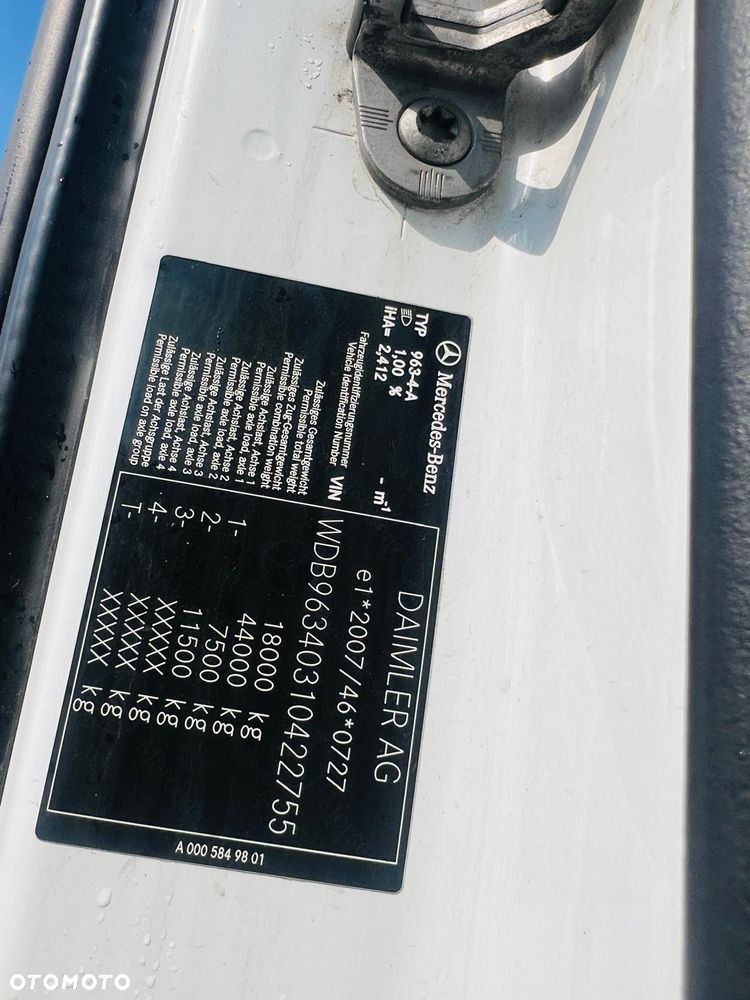 Mercedes-Benz
TYP 963-4-A
1,00 %
iHA= 2,412 - m-1
Fahrzeugidentifizierungsnummer
Vehicle Identification Number VIN
Zulässiges Gesamtgewicht
Permissible total weight
Zulässiges Zug-Gesamtgewicht
Permissible combination weight
Zulässige Achslast, Achse 1
Permissible axle load, axle 1
Zulässige Achslast, Achse 2
Permissible axle load, axle 2
Zulässige Achslast, Achse 3
Permissible axle load, axle 3
Zulässige Achslast, Achse 4
Permissible axle load, axle 4
Zulässige Last der Achsgruppe
Permissible load on axle group
DAIMLER AG
e1*2007/46*0727
WDB96340310422755
18000 kg
44000 kg
1- 7500 kg
2- 11500 kg
3- XXXXX kg
4- XXXXX kg
T- XXXXX kg
A 000 584 98 01
OTOMOTO